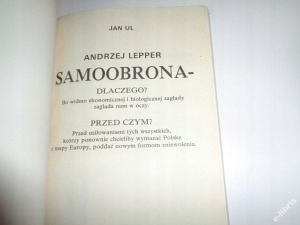 JAN UL
ANDRZEJ LEPPER
SAMOOBRONA-
DLACZEGO?
Bo widmo ekonomicznej i biologicznej zagłady
zagląda nam w oczy.
PRZED CZYM?
Przed usiłowaniami tych wszystkich,
którzy ponownie chcieliby wymazać Polskę
z mapy Europy, poddać nowym formom zniewolenia.